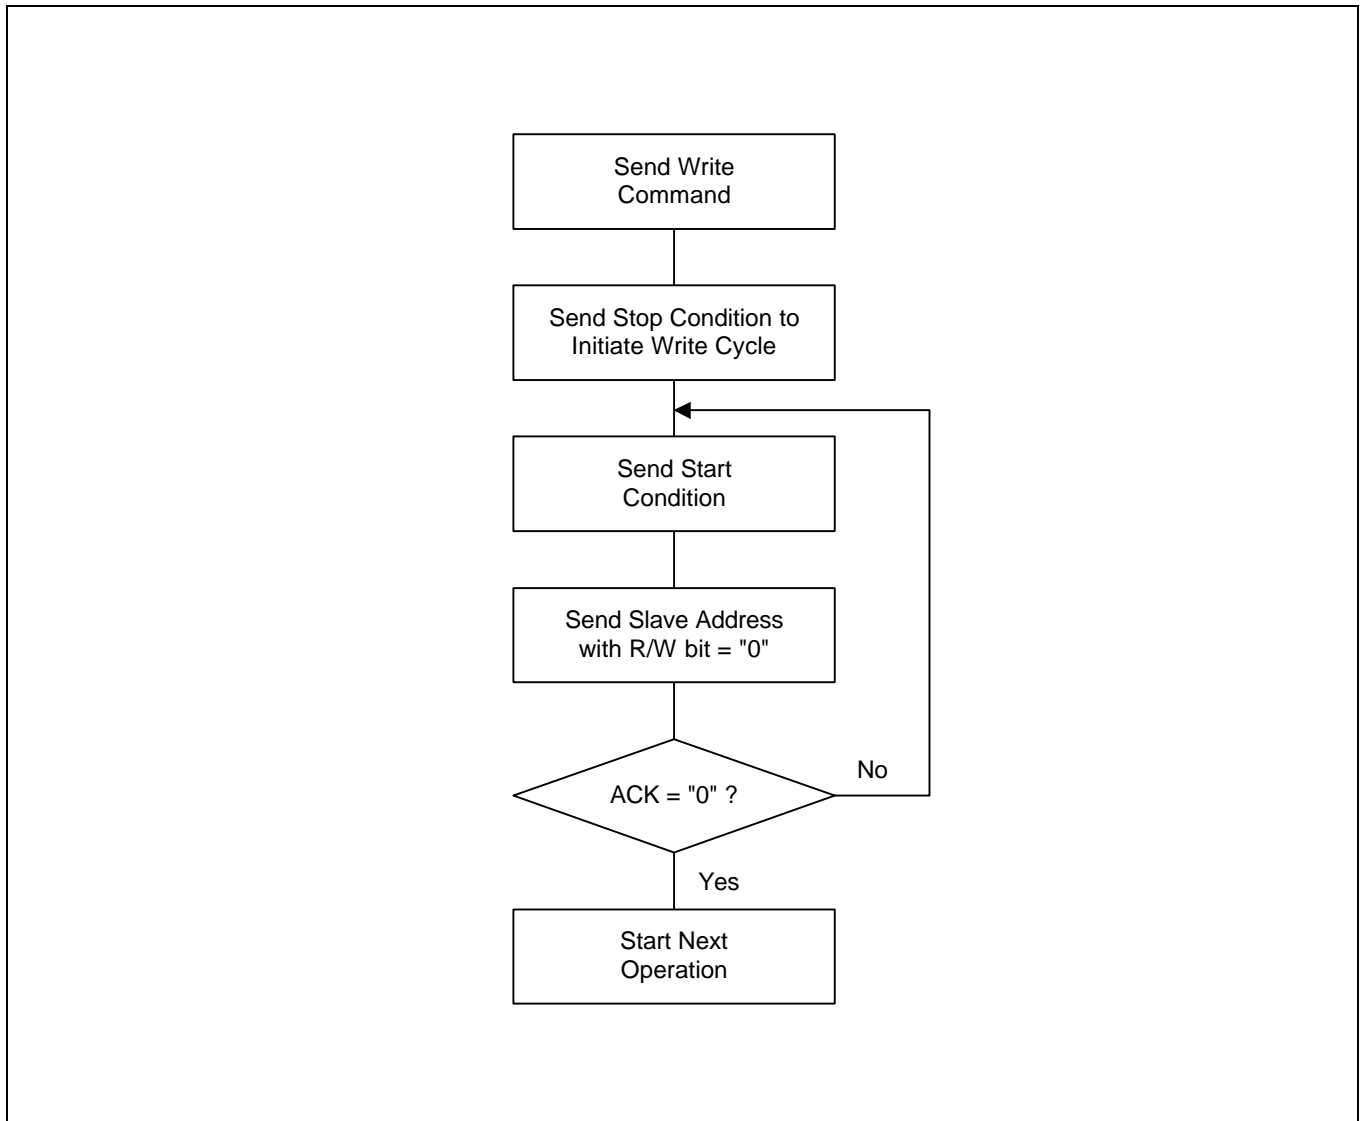 Send Write
Command
Send Stop Condition to
Initiate Write Cycle
Send Start
Condition
Send Slave Address
with R/W bit = "0"
ACK = "0" ?
No
Yes
Start Next
Operation